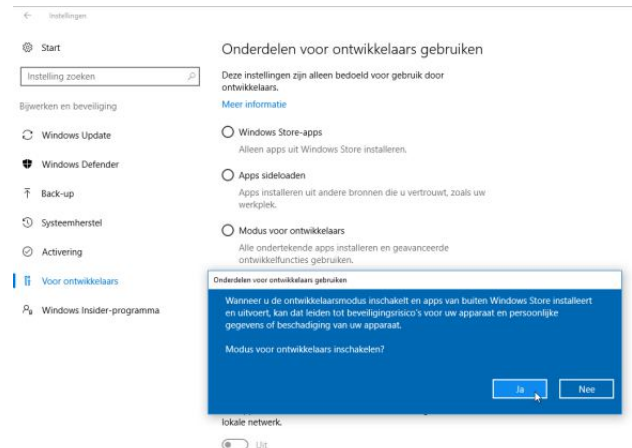 Instellingen
Start
Instelling zoeken
Bijwerken en beveiliging
Windows Update
Windows Defender
Back-up
Systeemherstel
Activering
Voor ontwikkelaars
Windows Insider-programma
Onderdelen voor ontwikkelaars gebruiken
Deze instellingen zijn alleen bedoeld voor gebruik door
ontwikkelaars.
Meer informatie
Windows Store-apps
Alleen apps uit Windows Store installeren.
Apps sideloaden
Apps installeren uit andere bronnen die u vertrouwt, zoals uw
werkplek.
Modus voor ontwikkelaars
Alle ondertekende apps installeren en geavanceerde
ontwikkelfuncties gebruiken.
Onderdelen voor ontwikkelaars gebruiken
Wanneer u de ontwikkelaarsmodus inschakelt en apps van buiten Windows Store installeert
en uitvoert, kan dat leiden tot beveiligingsrisico's voor uw apparaat en persoonlijke
gegevens of beschadiging van uw apparaat.
Modus voor ontwikkelaars inschakelen?
Ja
Nee
lokale netwerk.
Uit